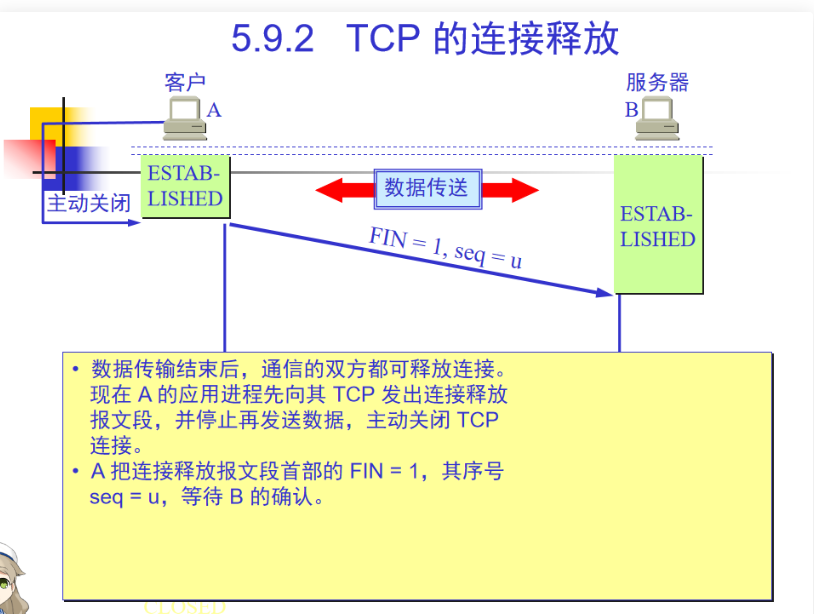 5.9.2 TCP 的连接释放
客户
服务器
A
B
ESTAB-
LISHED
主动关闭
数据传送
ESTAB-
LISHED
FIN = 1, seq = u
• 数据传输结束后，通信的双方都可释放连接。
现在 A 的应用进程先向其 TCP 发出连接释放
报文段，并停止再发送数据，主动关闭 TCP
连接。
• A 把连接释放报文段首部的 FIN = 1，其序号
seq = u，等待 B 的确认。
CLOSED